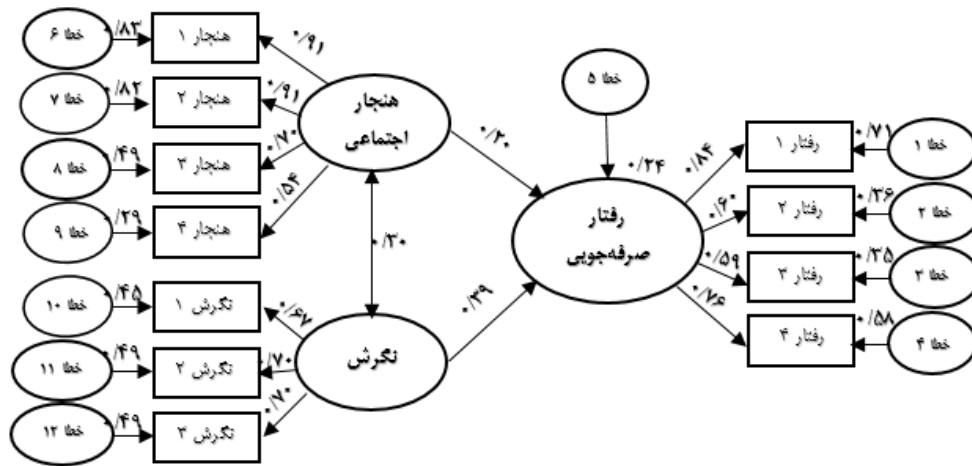 خطا ۶
۰/۸۳
هنجار ۱
۰/۹۱
خطا ۷
۰/۸۲
هنجار ۲
۰/۹۱
خطا ۸
۰/۴۹
هنجار ۳
۰/۷۰
خطا ۹
۰/۲۹
هنجار ۴
۰/۵۴
هنجار
اجتماعی
۰/۲۰
۰/۳۰
خطا ۱۰
۰/۴۵
نگرش ۱
۰/۶۷
خطا ۱۱
۰/۴۹
نگرش ۲
۰/۷۰
خطا ۱۲
۰/۴۹
نگرش ۳
۰/۷۰
نگرش
۰/۳۹
خطا ۵
۰/۲۴
رفتار
صرفه‌جویی
۰/۸۴
رفتار ۱
۰/۷۱
خطا ۱
۰/۶۰
رفتار ۲
۰/۳۶
خطا ۲
۰/۵۹
رفتار ۳
۰/۳۵
خطا ۳
۰/۷۶
رفتار ۴
۰/۵۸
خطا ۴